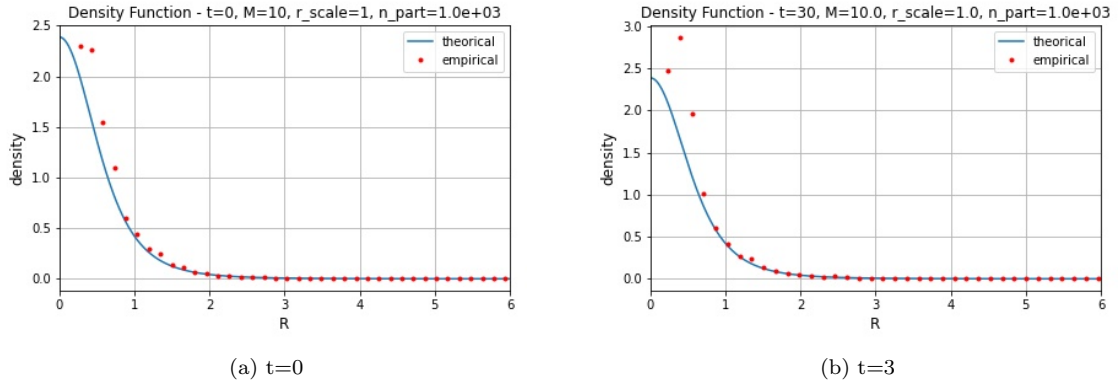 Density Function - t=0, M=10, r_scale=1, n_part=1.0e+03
theorical
empirical
density
2.5
2.0
1.5
1.0
0.5
0.0
0 1 2 3 4 5 6
R
(a) t=0
Density Function - t=30, M=10.0, r_scale=1.0, n_part=1.0e+03
theorical
empirical
density
3.0
2.5
2.0
1.5
1.0
0.5
0.0
0 1 2 3 4 5 6
R
(b) t=3